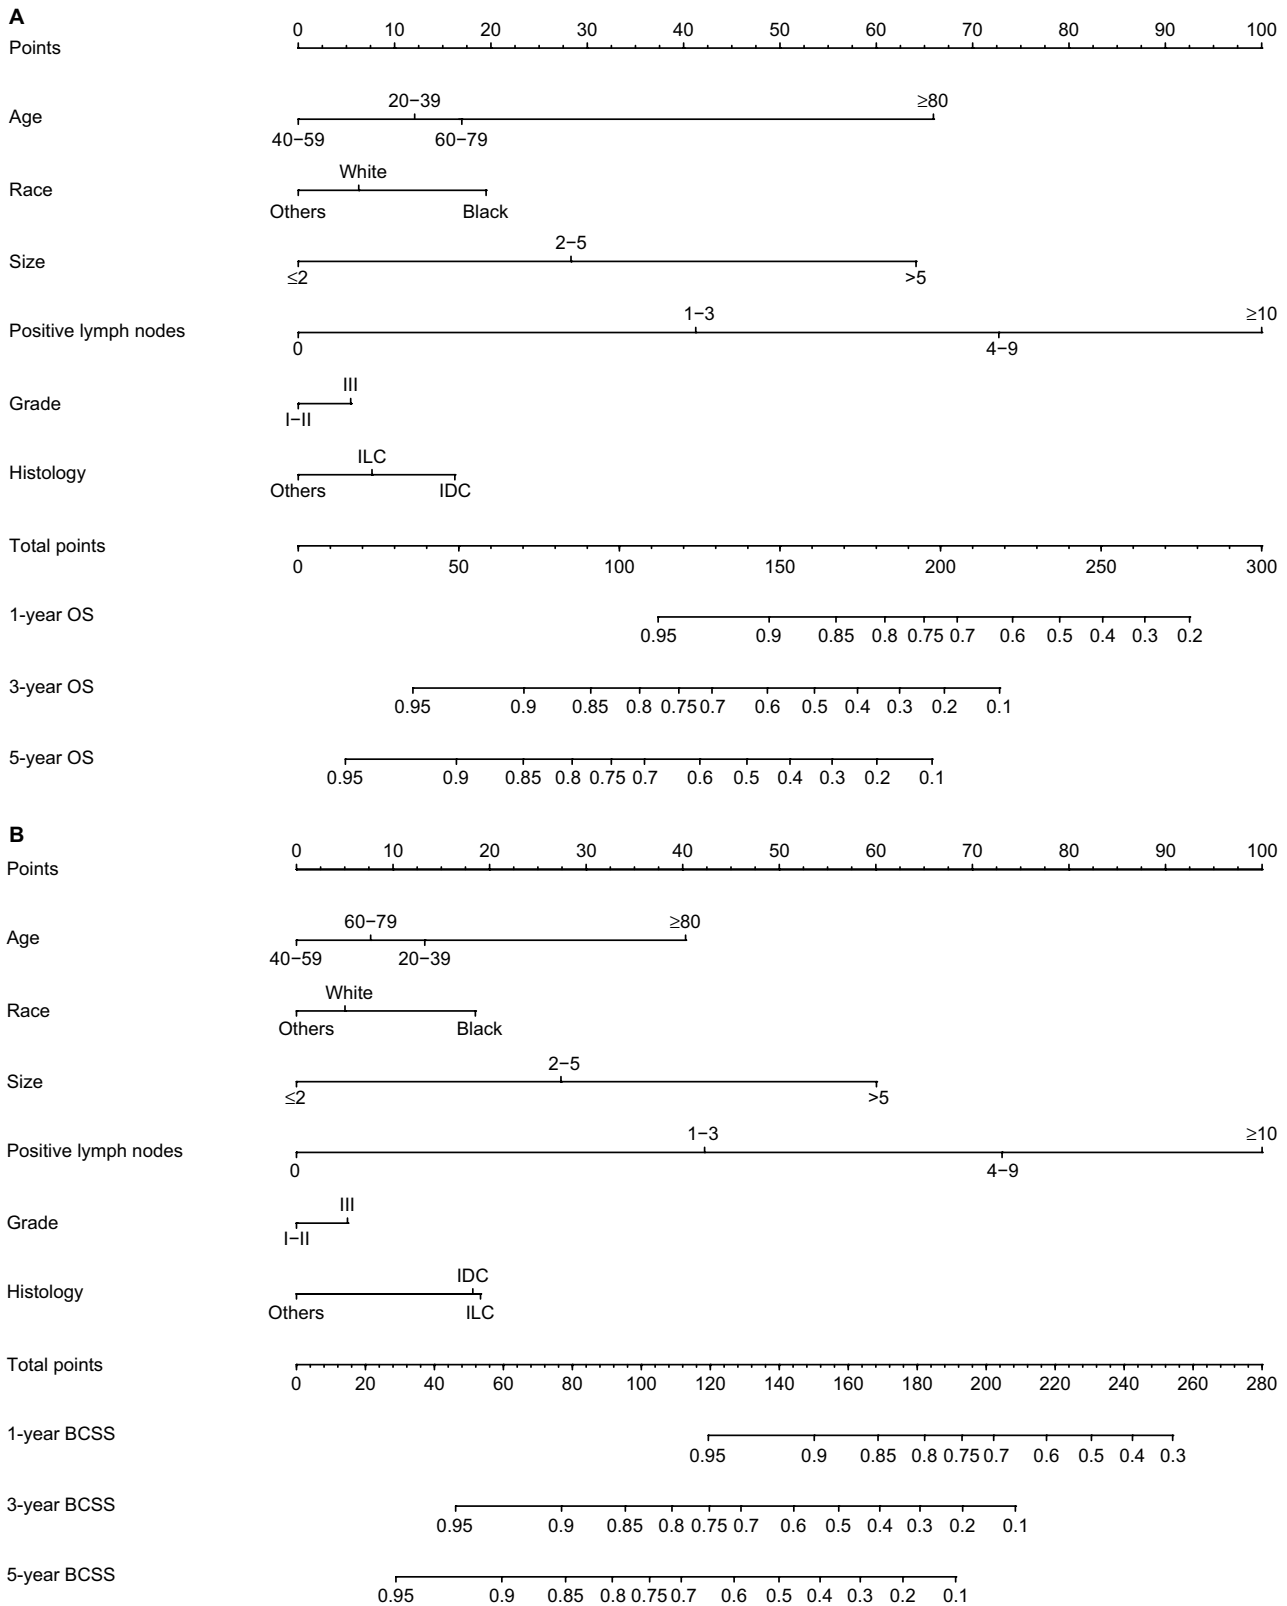 A
0 10 20 30 40 50 60 70 80 90 100
Points
20−39 ≥80
Age
40−59 60−79
White
Race
Others Black
2−5
Size
≤2 >5
1−3 ≥10
Positive lymph nodes
0 4−9
III
Grade
I−II
ILC
Histology
Others IDC
Total points
0 50 100 150 200 250 300
1-year OS
0.95 0.9 0.85 0.8 0.75 0.7 0.6 0.5 0.4 0.3 0.2
3-year OS
0.95 0.9 0.85 0.8 0.75 0.7 0.6 0.5 0.4 0.3 0.2 0.1
5-year OS
0.95 0.9 0.85 0.8 0.75 0.7 0.6 0.5 0.4 0.3 0.2 0.1
B
0 10 20 30 40 50 60 70 80 90 100
Points
60−79 ≥80
Age
40−59 20−39
White
Race
Others Black
2−5
Size
≤2 >5
1−3 ≥10
Positive lymph nodes
0 4−9
III
Grade
I−II
IDC
Histology
Others ILC
Total points
0 20 40 60 80 100 120 140 160 180 200 220 240 260 280
1-year BCSS
0.95 0.9 0.85 0.8 0.75 0.7 0.6 0.5 0.4 0.3
3-year BCSS
0.95 0.9 0.85 0.8 0.75 0.7 0.6 0.5 0.4 0.3 0.2 0.1
5-year BCSS
0.95 0.9 0.85 0.8 0.75 0.7 0.6 0.5 0.4 0.3 0.2 0.1